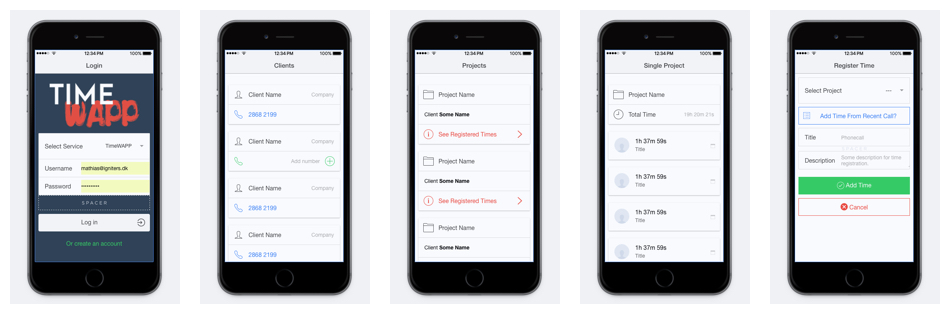 12:34 PM
100%
Login
TIME
WAPP
Select Service TimeWAPP
Username mathias@igniters.dk
Password ••••••••
SPACER
Log in
Or create an account
12:34 PM
100%
Clients
Client Name Company
2868 2199
Client Name Company
Add number
Client Name Company
2868 2199
Client Name Company
2868 2199
12:34 PM
100%
Projects
Project Name
Client Some Name
See Registered Times
Project Name
Client Some Name
See Registered Times
Project Name
Client Some Name
12:34 PM
100%
Single Project
Project Name
Total Time 19h 20m 21s
1h 37m 59s
Title
1h 37m 59s
Title
1h 37m 59s
Title
1h 37m 59s
Title
12:34 PM
100%
Register Time
Select Project —
Add Time From Recent Call?
Title Phonecall
SPACER
Description Some description for time
registration.
Add Time
Cancel